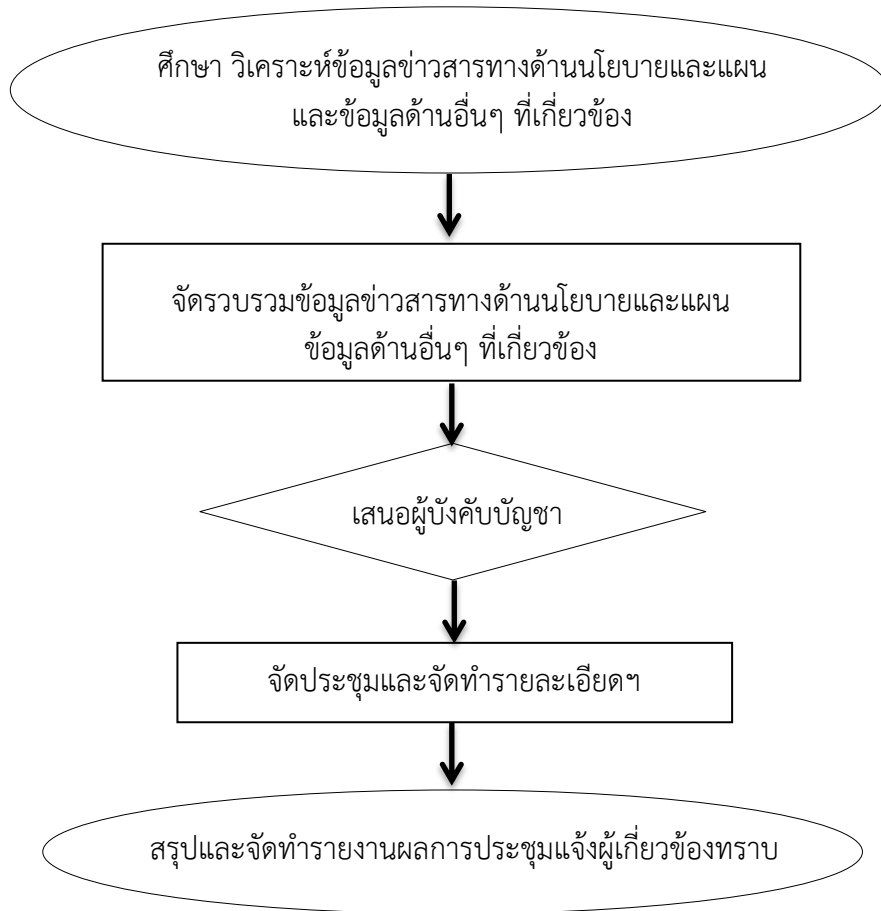 ศึกษา วิเคราะห์ข้อมูลข่าวสารทางด้านนโยบายและแผน
และข้อมูลด้านอื่นๆ ที่เกี่ยวข้อง
จัดรวบรวมข้อมูลข่าวสารทางด้านนโยบายและแผน
ข้อมูลด้านอื่นๆ ที่เกี่ยวข้อง
เสนอผู้บังคับบัญชา
จัดประชุมและจัดทำรายละเอียดฯ
สรุปและจัดทำรายงานผลการประชุมแจ้งผู้เกี่ยวข้องทราบ